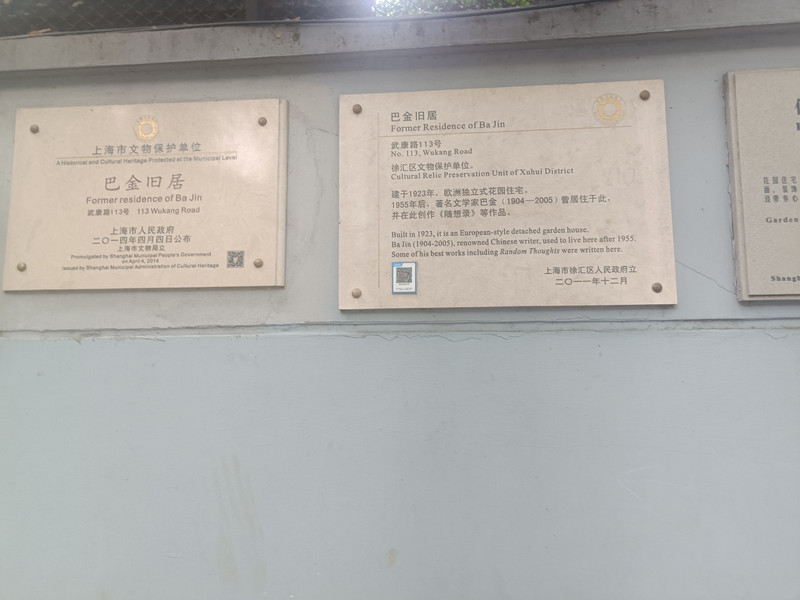 上海市文物保护单位
A Historical and Cultural Heritage Protected at the Municipal Level
巴金旧居
Former residence of Ba Jin
武康路113号 113 Wukang Road
上海市人民政府
二〇一四年四月四日公布
上海市文物局立
Promulgated by Shanghai Municipal People's Government
on April 4, 2014
Issued by Shanghai Municipal Administration of Cultural Heritage
巴金旧居
Former Residence of Ba Jin
武康路113号
No. 113, Wukang Road
徐汇区文物保护单位。
Cultural Relic Preservation Unit of Xuhui District
建于1923年，欧洲独立式花园住宅。
1955年后，著名文学家巴金（1904—2005）曾居住于此，
并在此创作《随想录》等作品。
Built in 1923, it is an European-style detached garden house.
Ba Jin (1904-2005), renowned Chinese writer, used to live here after 1955.
Some of his best works including Random Thoughts were written here.
上海市徐汇区人民政府立
二〇一一年十二月
花园住宅
Garden